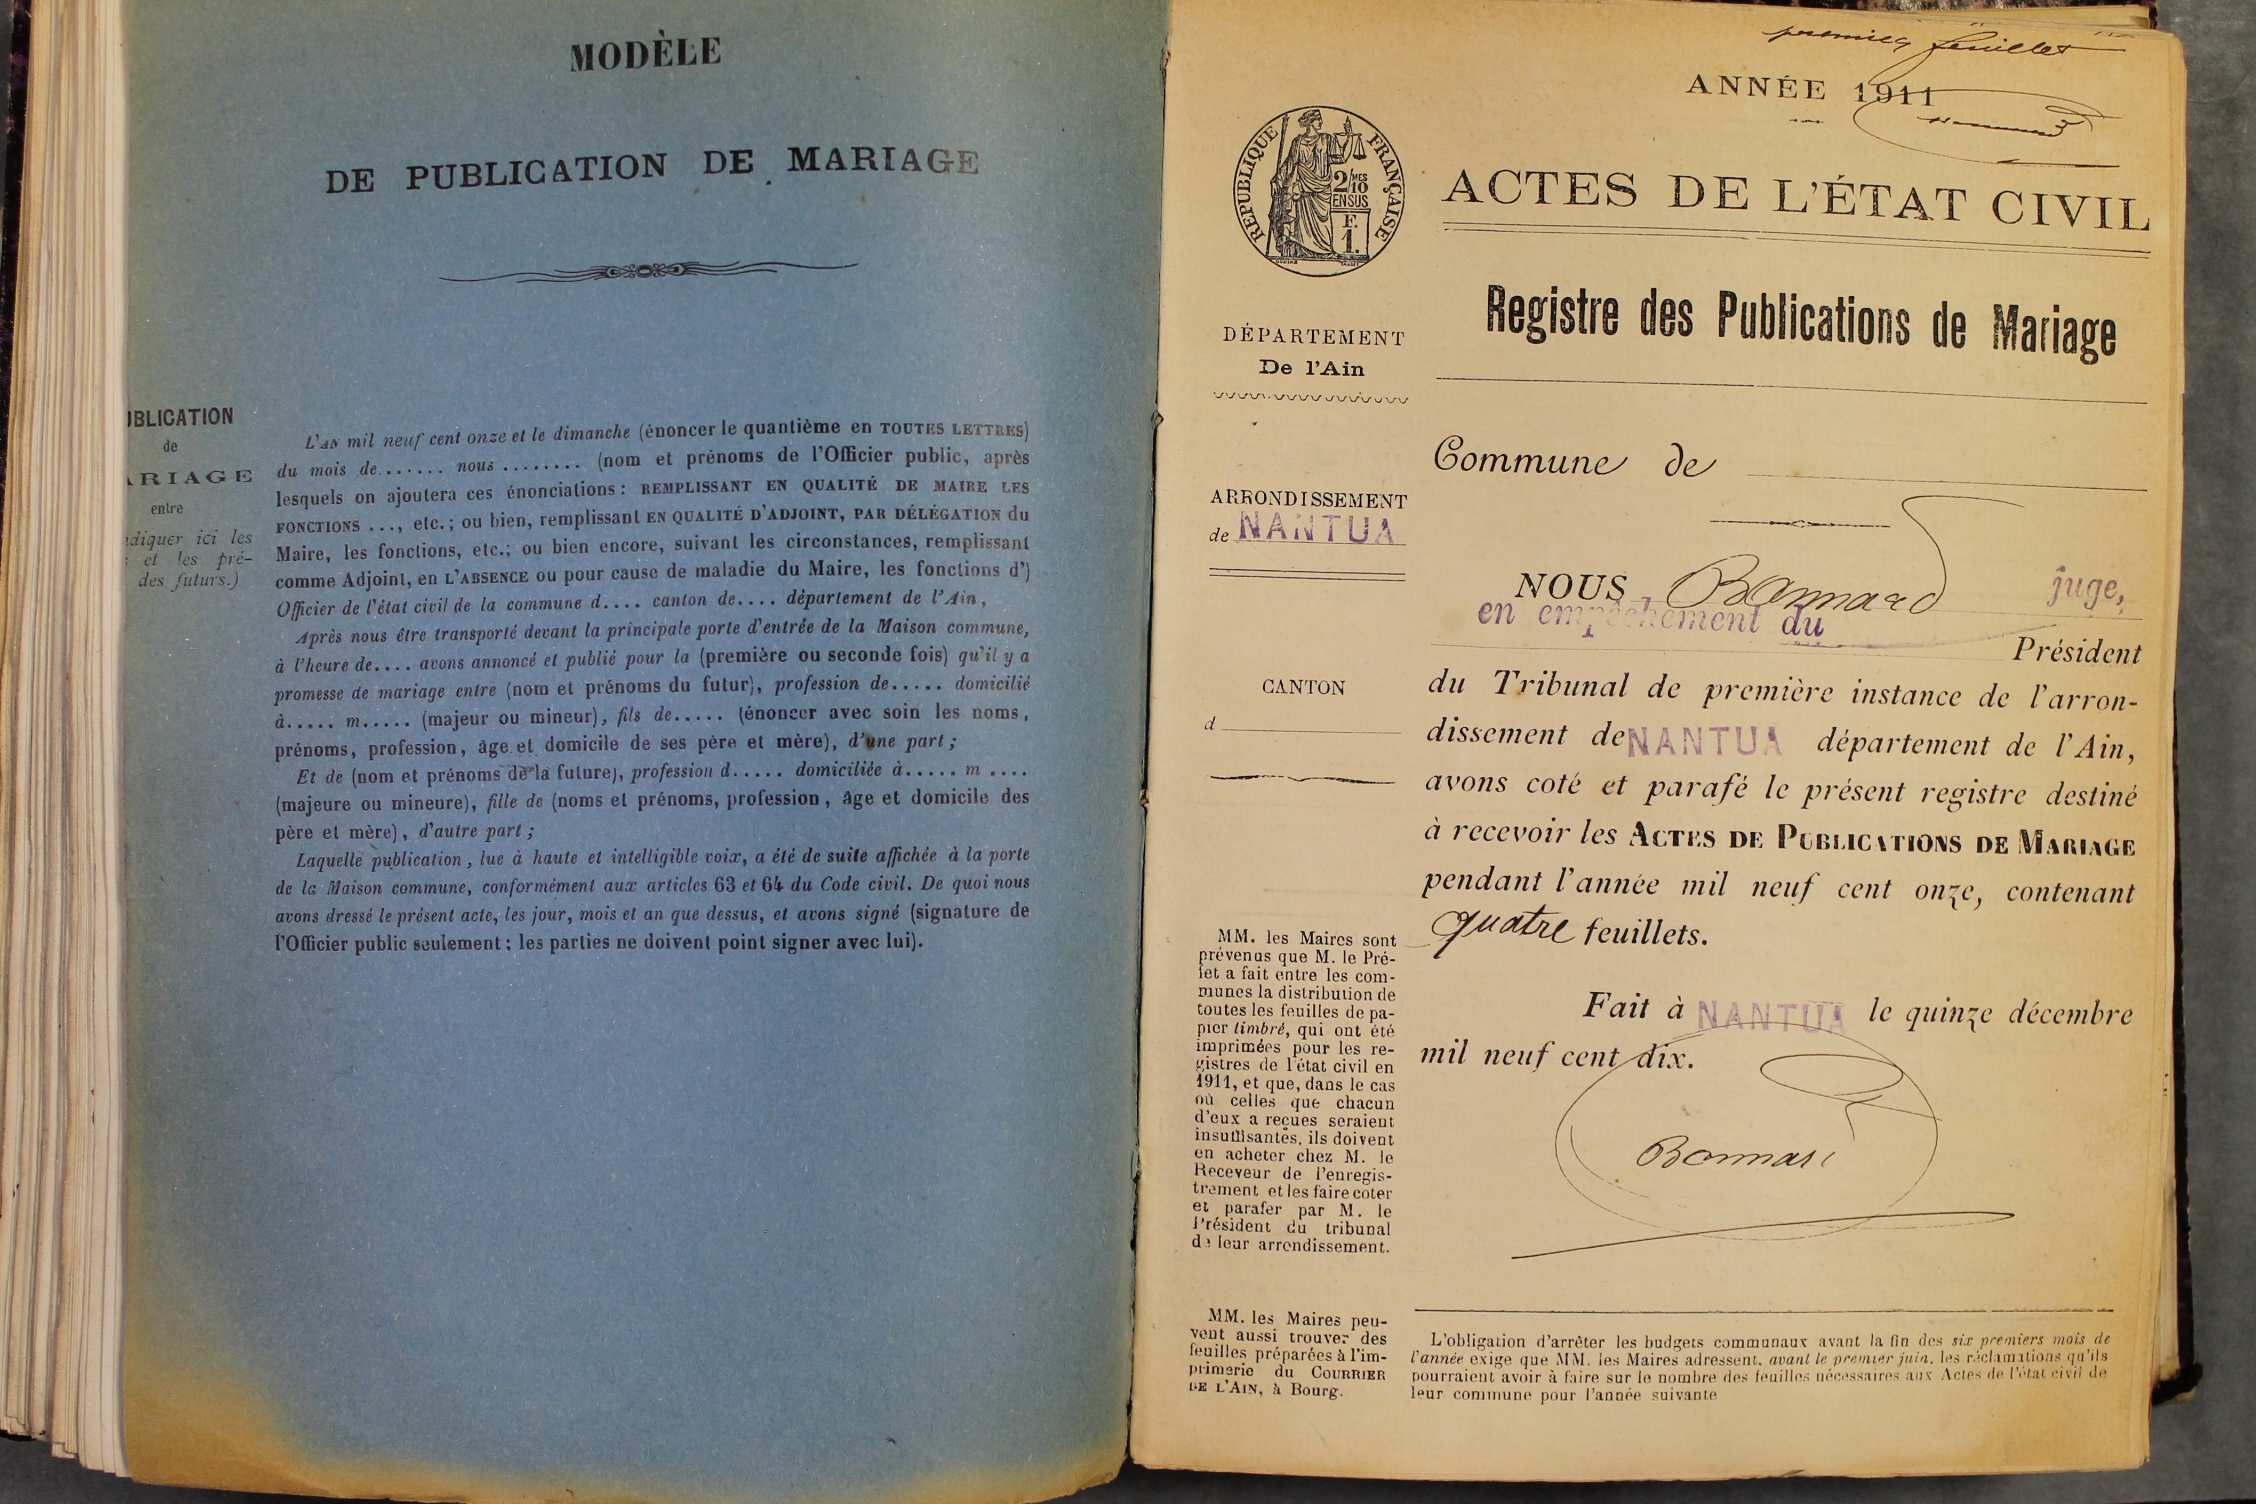 MODÈLE
DE PUBLICATION DE MARIAGE
UBLICATION
de
ARIAGE
entre
ndiquer ici les
s et les pré-
des futurs.)
L'AN mil neuf cent onze et le dimanche (énoncer le quantième en TOUTES LETTRES)
du mois de....... nous ........ (nom et prénoms de l'Officier public, après
lesquels on ajoutera ces énonciations: REMPLISSANT EN QUALITÉ DE MAIRE LES
FONCTIONS ..., etc.; ou bien, remplissant EN QUALITÉ D'ADJOINT, PAR DÉLÉGATION du
Maire, les fonctions, etc.; ou bien encore, suivant les circonstances, remplissant
comme Adjoint, en L'ABSENCE ou pour cause de maladie du Maire, les fonctions d')
Officier de l'état civil de la commune d.... canton de.... département de l'Ain,
Après nous être transporté devant la principale porte d'entrée de la Maison commune,
à l'heure de.... avons annoncé et publié pour la (première ou seconde fois) qu'il y a
promesse de mariage entre (nom et prénoms du futur), profession de..... domicilié
à..... m..... (majeur ou mineur), fils de..... (énoncer avec soin les noms,
prénoms, profession, âge et domicile de ses père et mère), d'une part;
Et de (nom et prénoms de la future), profession d..... domiciliée à..... m ....
(majeure ou mineure), fille de (noms et prénoms, profession, âge et domicile des
père et mère), d'autre part;
Laquelle publication, lue à haute et intelligible voix, a été de suite affichée à la porte
de la Maison commune, conformément aux articles 63 et 64 du Code civil. De quoi nous
avons dressé le présent acte, les jour, mois et an que dessus, et avons signé (signature de
l'Officier public seulement; les parties ne doivent point signer avec lui).
premier feuillet
ANNÉE 1911
RÉPUBLIQUE FRANÇAISE
2/MES
10
EN SUS
F.
1.
ACTES DE L'ÉTAT CIVIL
Registre des Publications de Mariage
DÉPARTEMENT
De l'Ain
ARRONDISSEMENT
de NANTUA
CANTON
d
MM. les Maires sont
prévenus que M. le Pré-
fet a fait entre les com-
munes la distribution de
toutes les feuilles de pa-
pier timbré, qui ont été
imprimées pour les re-
gistres de l'état civil en
1911, et que, dans le cas
où celles que chacun
d'eux a reçues seraient
insuffisantes, ils doivent
en acheter chez M. le
Receveur de l'enregis-
trement et les faire coter
et parafer par M. le
Président du tribunal
de leur arrondissement.
MM. les Maires peu-
vent aussi trouver des
feuilles préparées à l'im-
primerie du COURRIER
DE L'AIN, à Bourg.
Commune de
NOUS Bonnard juge,
en empêchement du
Président
du Tribunal de première instance de l'arron-
dissement de NANTUA département de l'Ain,
avons coté et parafé le présent registre destiné
à recevoir les ACTES DE PUBLICATIONS DE MARIAGE
pendant l'année mil neuf cent onze, contenant
quatre feuillets.
Fait à NANTUA le quinze décembre
mil neuf cent dix.
Bonnard
L'obligation d'arrêter les budgets communaux avant la fin des six premiers mois de
l'année exige que MM. les Maires adressent, avant le premier juin, les réclamations qu'ils
pourraient avoir à faire sur le nombre des feuilles nécessaires aux Actes de l'état civil de
leur commune pour l'année suivante